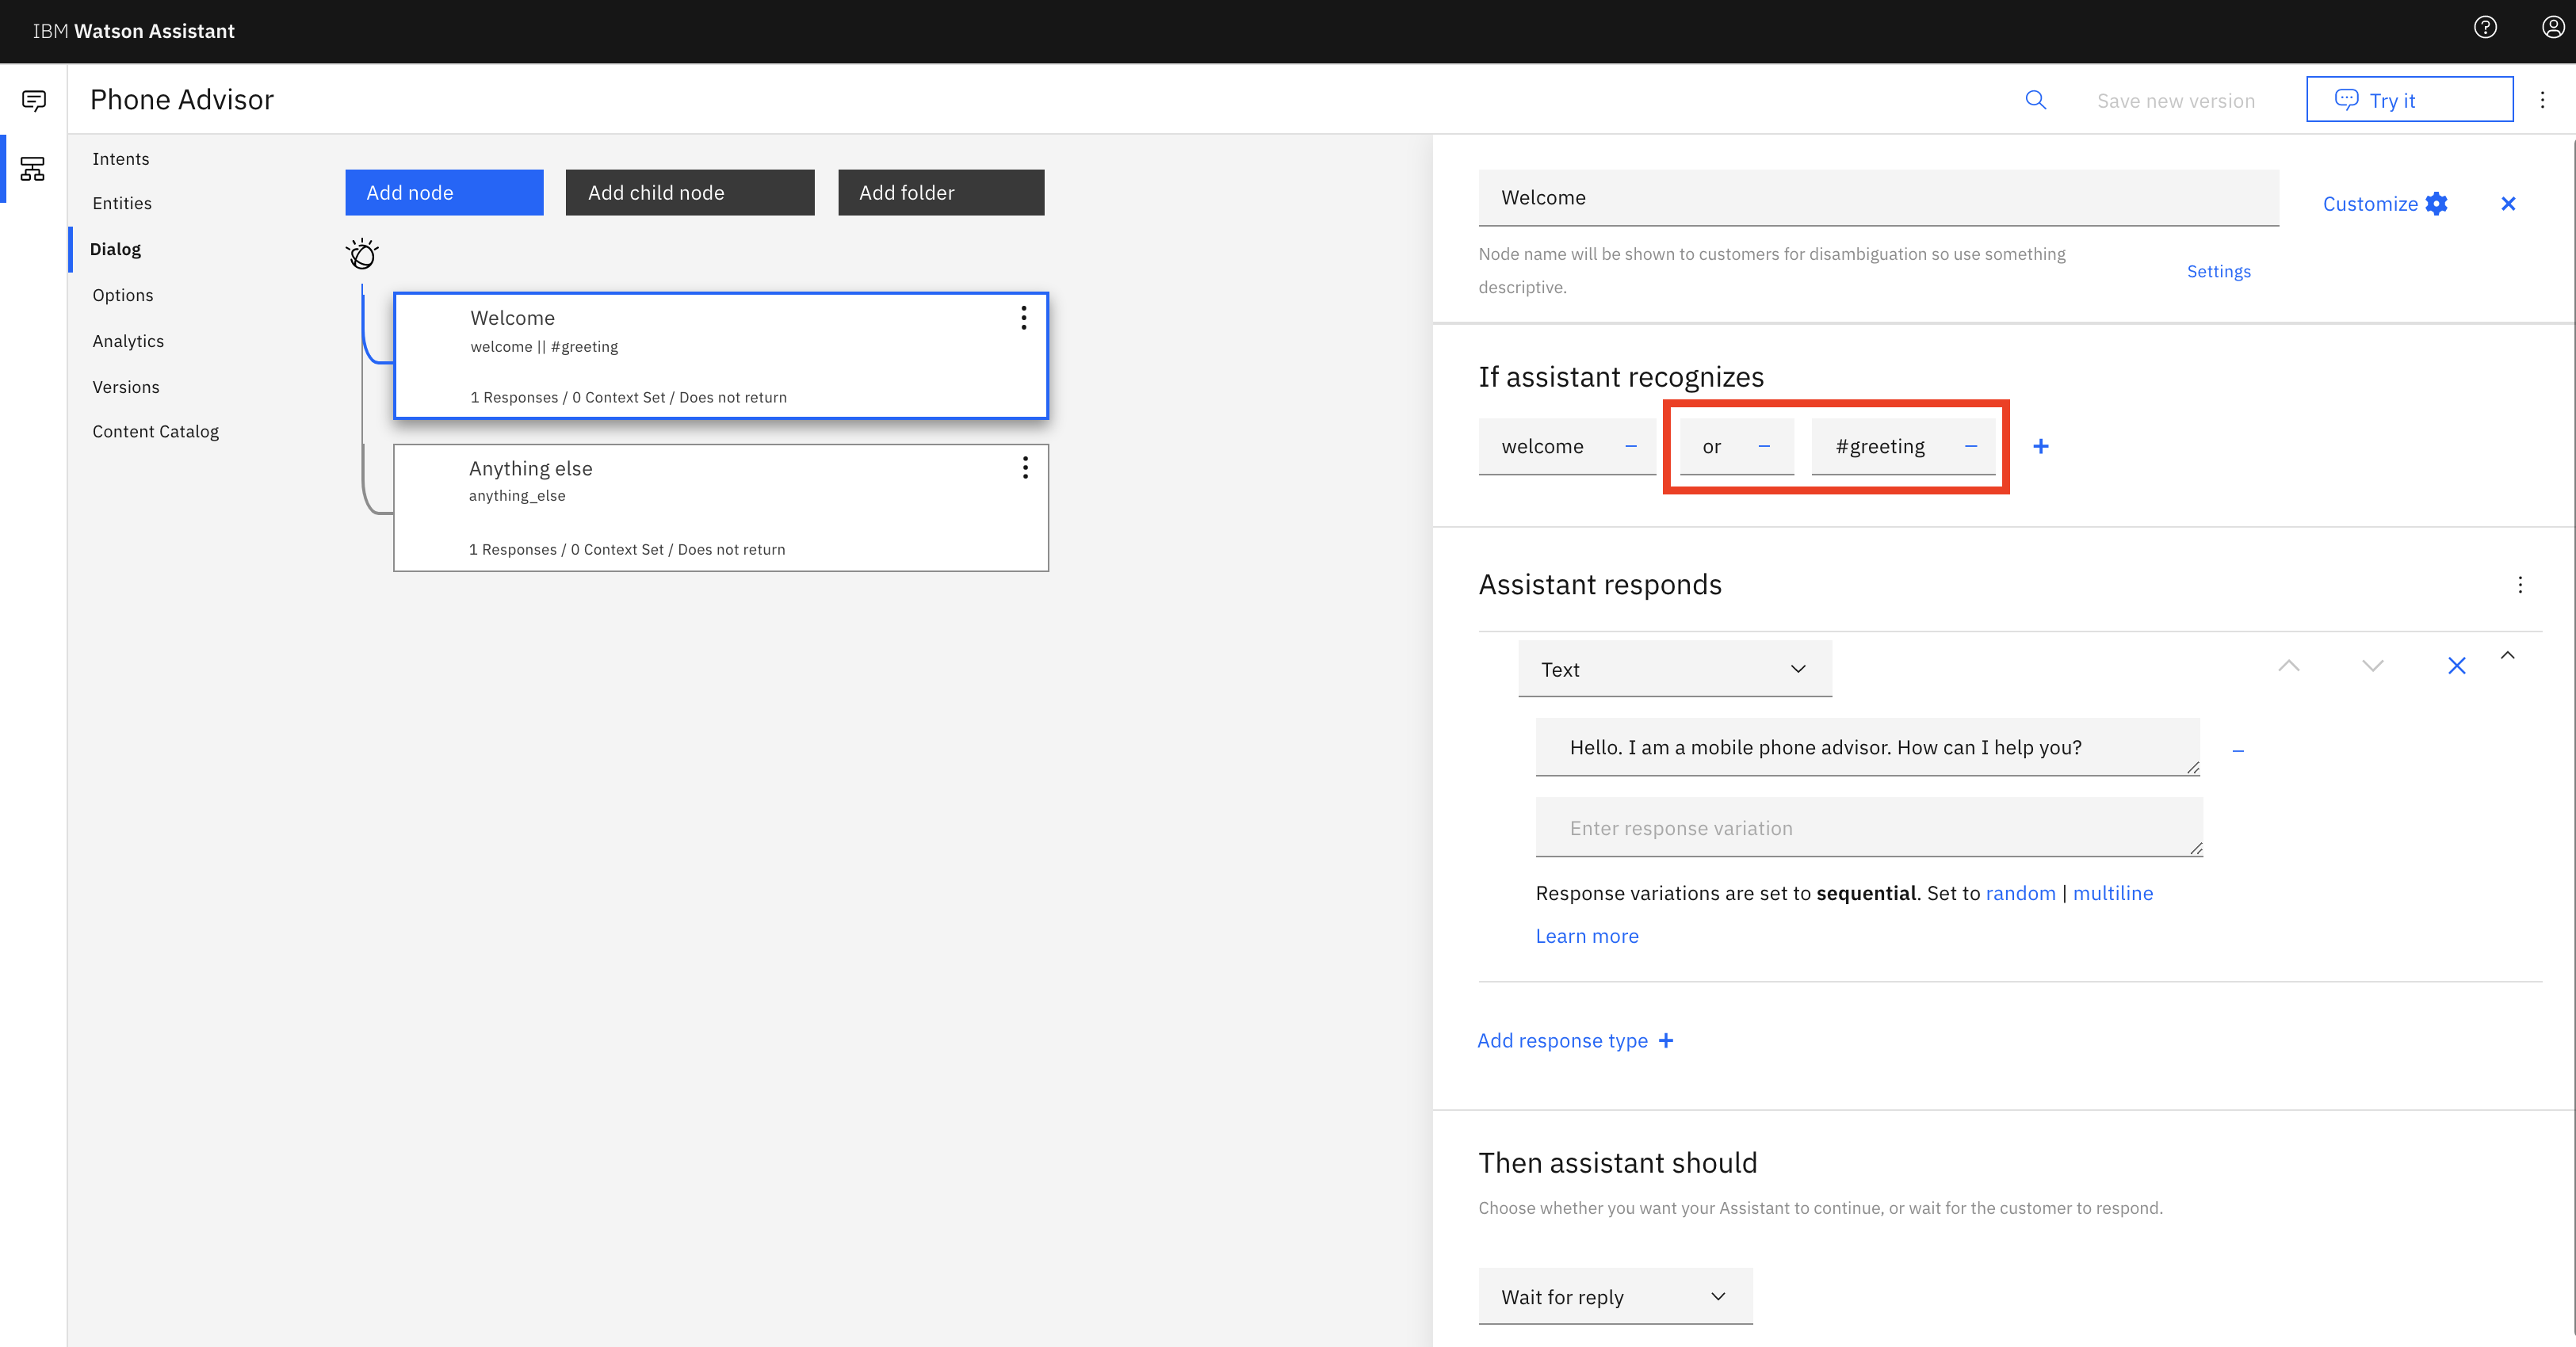 IBM Watson Assistant
Phone Advisor
Save new version
Try it
Intents
Entities
Dialog
Options
Analytics
Versions
Content Catalog
Add node
Add child node
Add folder
Welcome
welcome || #greeting
1 Responses / 0 Context Set / Does not return
Anything else
anything_else
1 Responses / 0 Context Set / Does not return
Welcome
Customize
Node name will be shown to customers for disambiguation so use something
descriptive.
Settings
If assistant recognizes
welcome
or
#greeting
Assistant responds
Text
Hello. I am a mobile phone advisor. How can I help you?
Enter response variation
Response variations are set to sequential. Set to random | multiline
Learn more
Add response type +
Then assistant should
Choose whether you want your Assistant to continue, or wait for the customer to respond.
Wait for reply